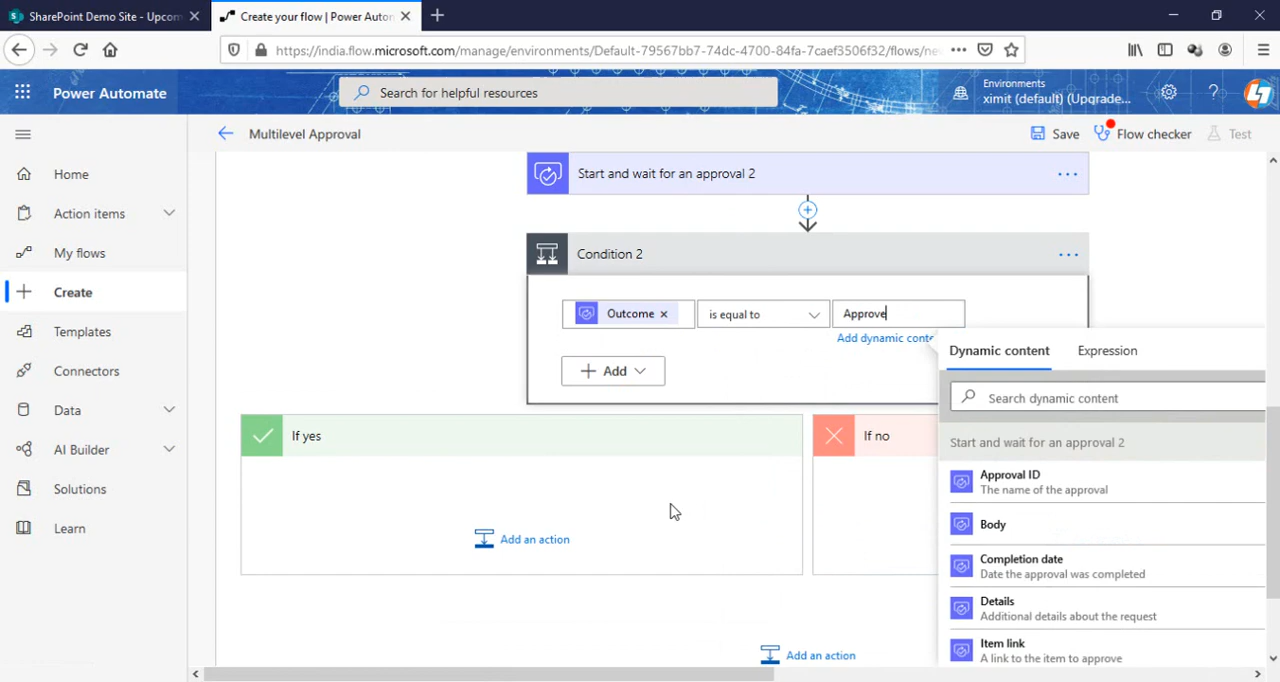 SharePoint Demo Site - Upcom
Create your flow | Power Automa
https://india.flow.microsoft.com/manage/environments/Default-79567bb7-74dc-4700-84fa-7caef3506f32/flows/ne
Power Automate
Search for helpful resources
Environments
ximit (default) (Upgrade...
Multilevel Approval
Save
Flow checker
Test
Home
Action items
My flows
Create
Templates
Connectors
Data
AI Builder
Solutions
Learn
Start and wait for an approval 2
Condition 2
Outcome
is equal to
Approve
Add dynamic conte
Add
If yes
Add an action
If no
Add an action
Dynamic content
Expression
Search dynamic content
Start and wait for an approval 2
Approval ID
The name of the approval
Body
Completion date
Date the approval was completed
Details
Additional details about the request
Item link
A link to the item to approve